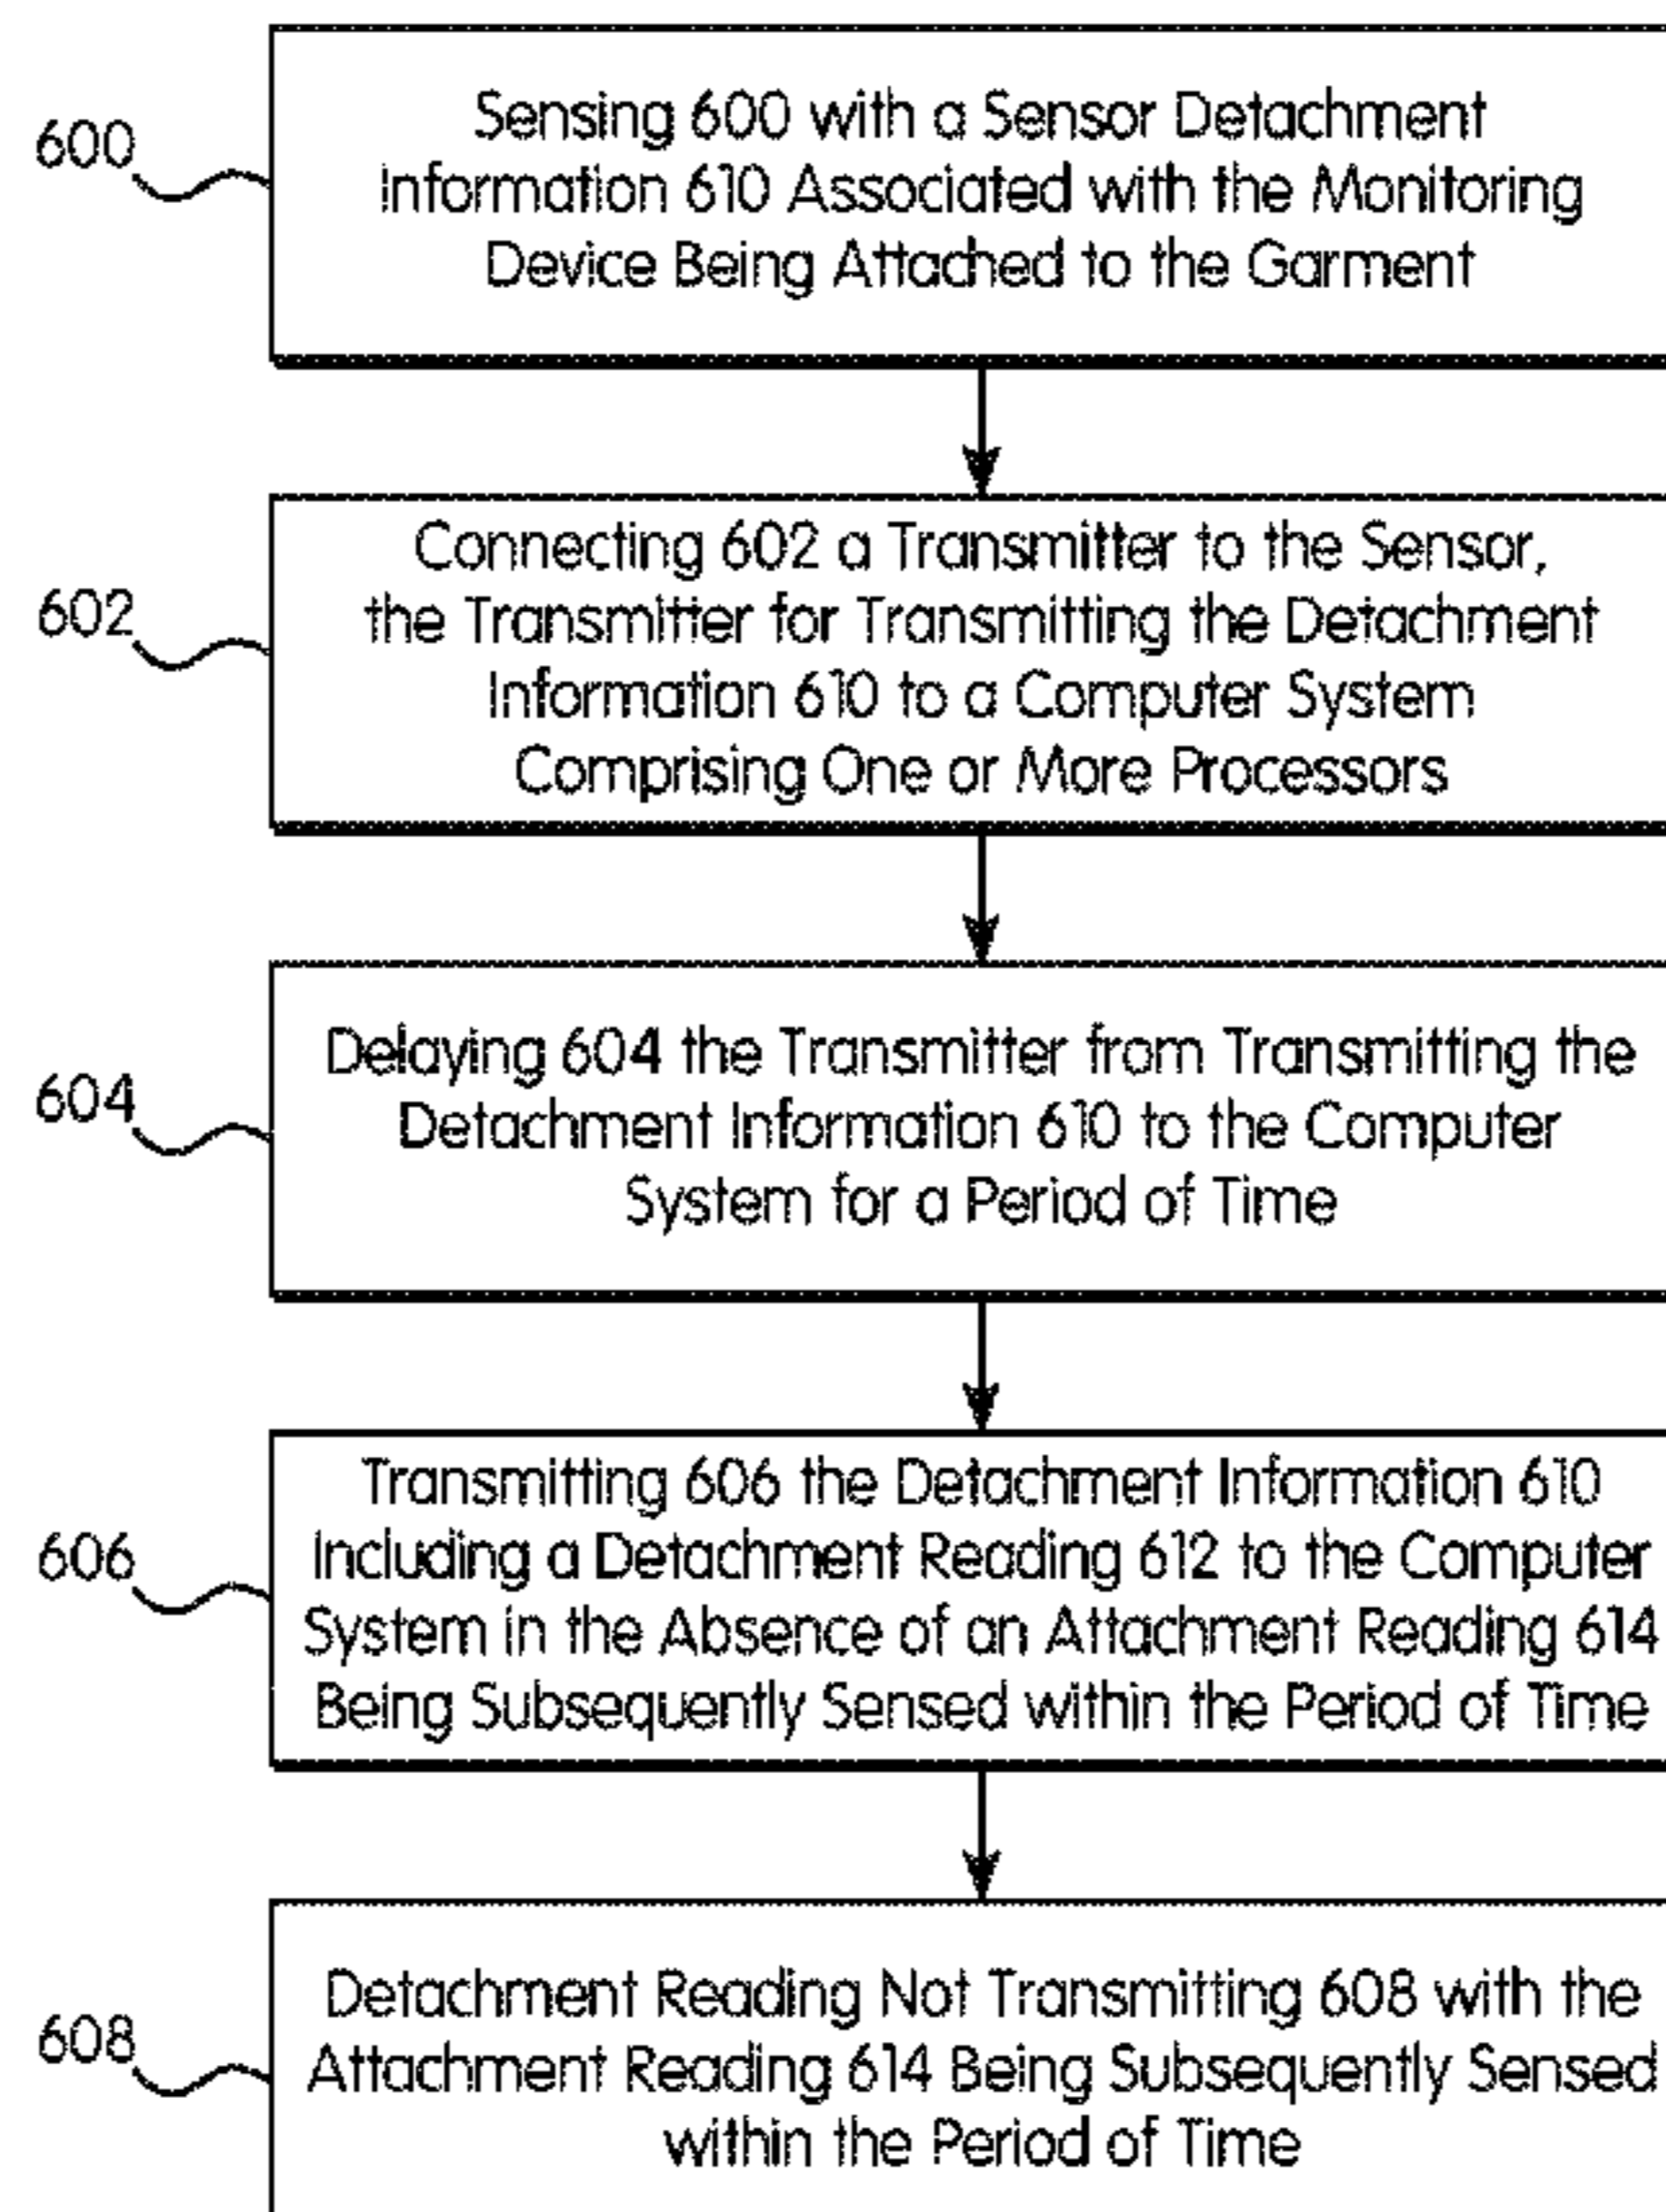 600
Sensing 600 with a Sensor Detachment
Information 610 Associated with the Monitoring
Device Being Attached to the Garment
602
Connecting 602 a Transmitter to the Sensor,
the Transmitter for Transmitting the Detachment
Information 610 to a Computer System
Comprising One or More Processors
604
Delaying 604 the Transmitter from Transmitting the
Detachment Information 610 to the Computer
System for a Period of Time
606
Transmitting 606 the Detachment Information 610
Including a Detachment Reading 612 to the Computer
System in the Absence of an Attachment Reading 614
Being Subsequently Sensed within the Period of Time
608
Detachment Reading Not Transmitting 608 with the
Attachment Reading 614 Being Subsequently Sensed
within the Period of Time